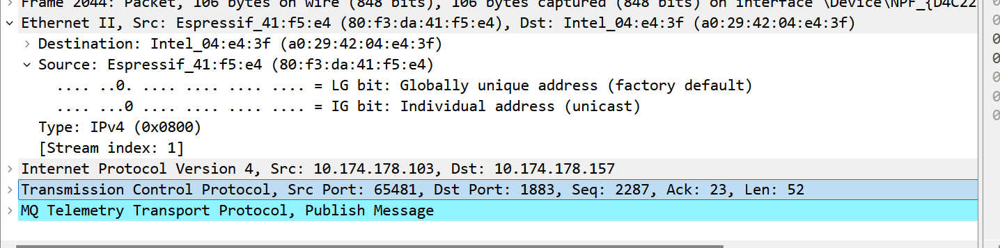 Frame 2044: Packet, 106 bytes on wire (848 bits), 106 bytes captured (848 bits) on interface \Device\NPF_{D4C22
Ethernet II, Src: Espressif_41:f5:e4 (80:f3:da:41:f5:e4), Dst: Intel_04:e4:3f (a0:29:42:04:e4:3f)
Destination: Intel_04:e4:3f (a0:29:42:04:e4:3f)
Source: Espressif_41:f5:e4 (80:f3:da:41:f5:e4)
.... ..0. .... .... .... .... = LG bit: Globally unique address (factory default)
.... ...0 .... .... .... .... = IG bit: Individual address (unicast)
Type: IPv4 (0x0800)
[Stream index: 1]
Internet Protocol Version 4, Src: 10.174.178.103, Dst: 10.174.178.157
Transmission Control Protocol, Src Port: 65481, Dst Port: 1883, Seq: 2287, Ack: 23, Len: 52
MQ Telemetry Transport Protocol, Publish Message